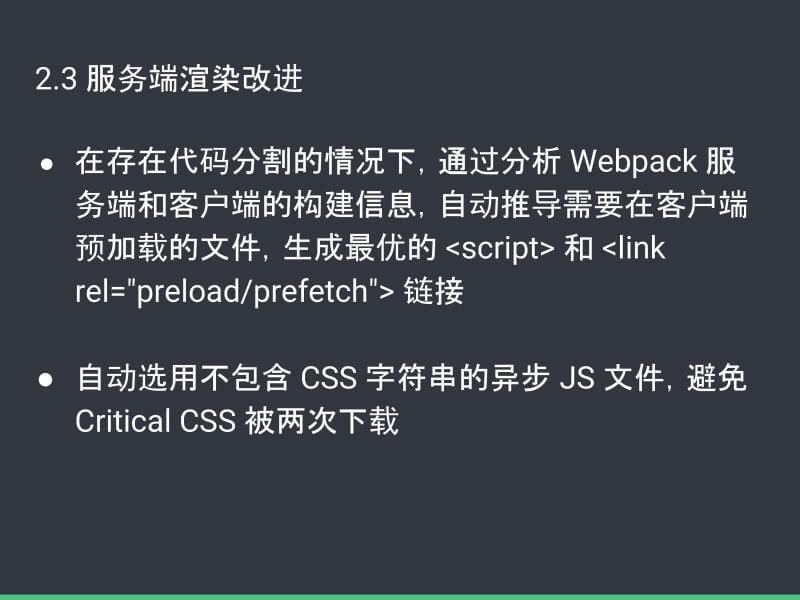 2.3 服务端渲染改进
● 在存在代码分割的情况下, 通过分析 Webpack 服
务端和客户端的构建信息, 自动推导需要在客户端
预加载的文件, 生成最优的 <script> 和 <link
rel="preload/prefetch"> 链接
● 自动选用不包含 CSS 字符串的异步 JS 文件, 避免
Critical CSS 被两次下载